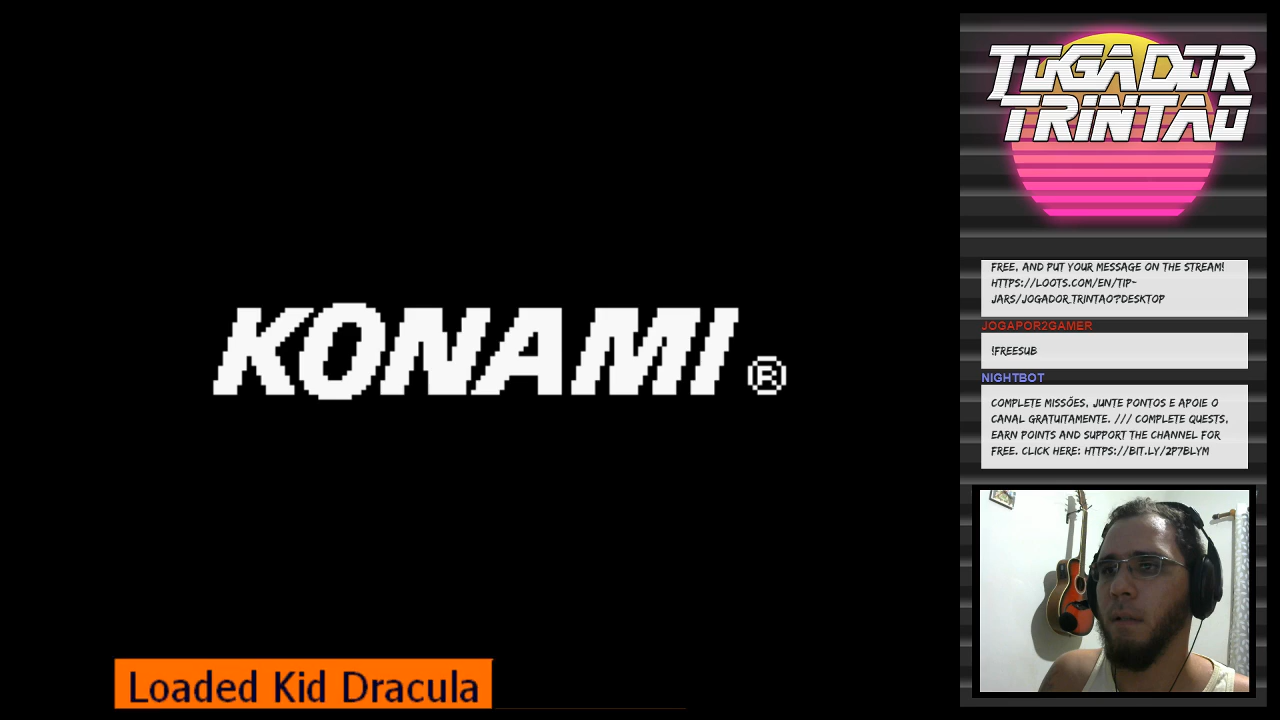 KONAMI®
Loaded Kid Dracula
JOGADOR
TRINTAO
FREE, AND PUT YOUR MESSAGE ON THE STREAM!
HTTPS://LOOTS.COM/EN/TIP-
JARS/JOGADOR_TRINTAO?DESKTOP
JOGAPOR2GAMER
!FREESUB
NIGHTBOT
COMPLETE MISSÕES, JUNTE PONTOS E APOIE O
CANAL GRATUITAMENTE. /// COMPLETE QUESTS,
EARN POINTS AND SUPPORT THE CHANNEL FOR
FREE. CLICK HERE: HTTPS://BIT.LY/2P7BLYM